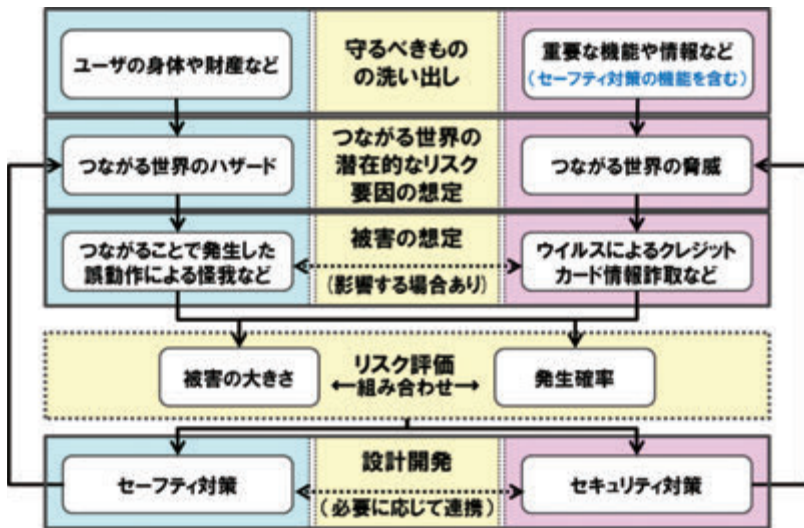 ユーザの身体や財産など
守るべきもの
の洗い出し
重要な機能や情報など
(セーフティ対策の機能を含む)
つながる世界のハザード
つながる世界の
潜在的なリスク
要因の想定
つながる世界の脅威
つながることで発生した
誤動作による怪我など
被害の想定
(影響する場合あり)
ウイルスによるクレジット
カード情報詐取など
被害の大きさ
リスク評価
←組み合わせ→
発生確率
セーフティ対策
設計開発
(必要に応じて連携)
セキュリティ対策